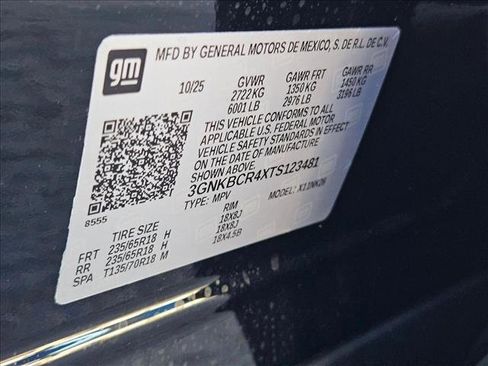 gm
MFD BY GENERAL MOTORS DE MEXICO, S. DE R.L. DE C.V.
10/25 GVWR GAWR FRT GAWR RR
2722 KG 1350 KG 1450 KG
6001 LB 2976 LB 3196 LB
THIS VEHICLE CONFORMS TO ALL
APPLICABLE U.S. FEDERAL MOTOR
VEHICLE SAFETY STANDARDS IN EFFECT
ON THE DATE OF MANUFACTURE
SHOWN ABOVE.
3GNKBCR4XTS123481
TYPE: MPV MODEL: X11NK26
8555
TIRE SIZE RIM
FRT 235/65R18 H 18X8J
RR 235/65R18 H 18X8J
SPA T135/70R18 M 18X4.5B